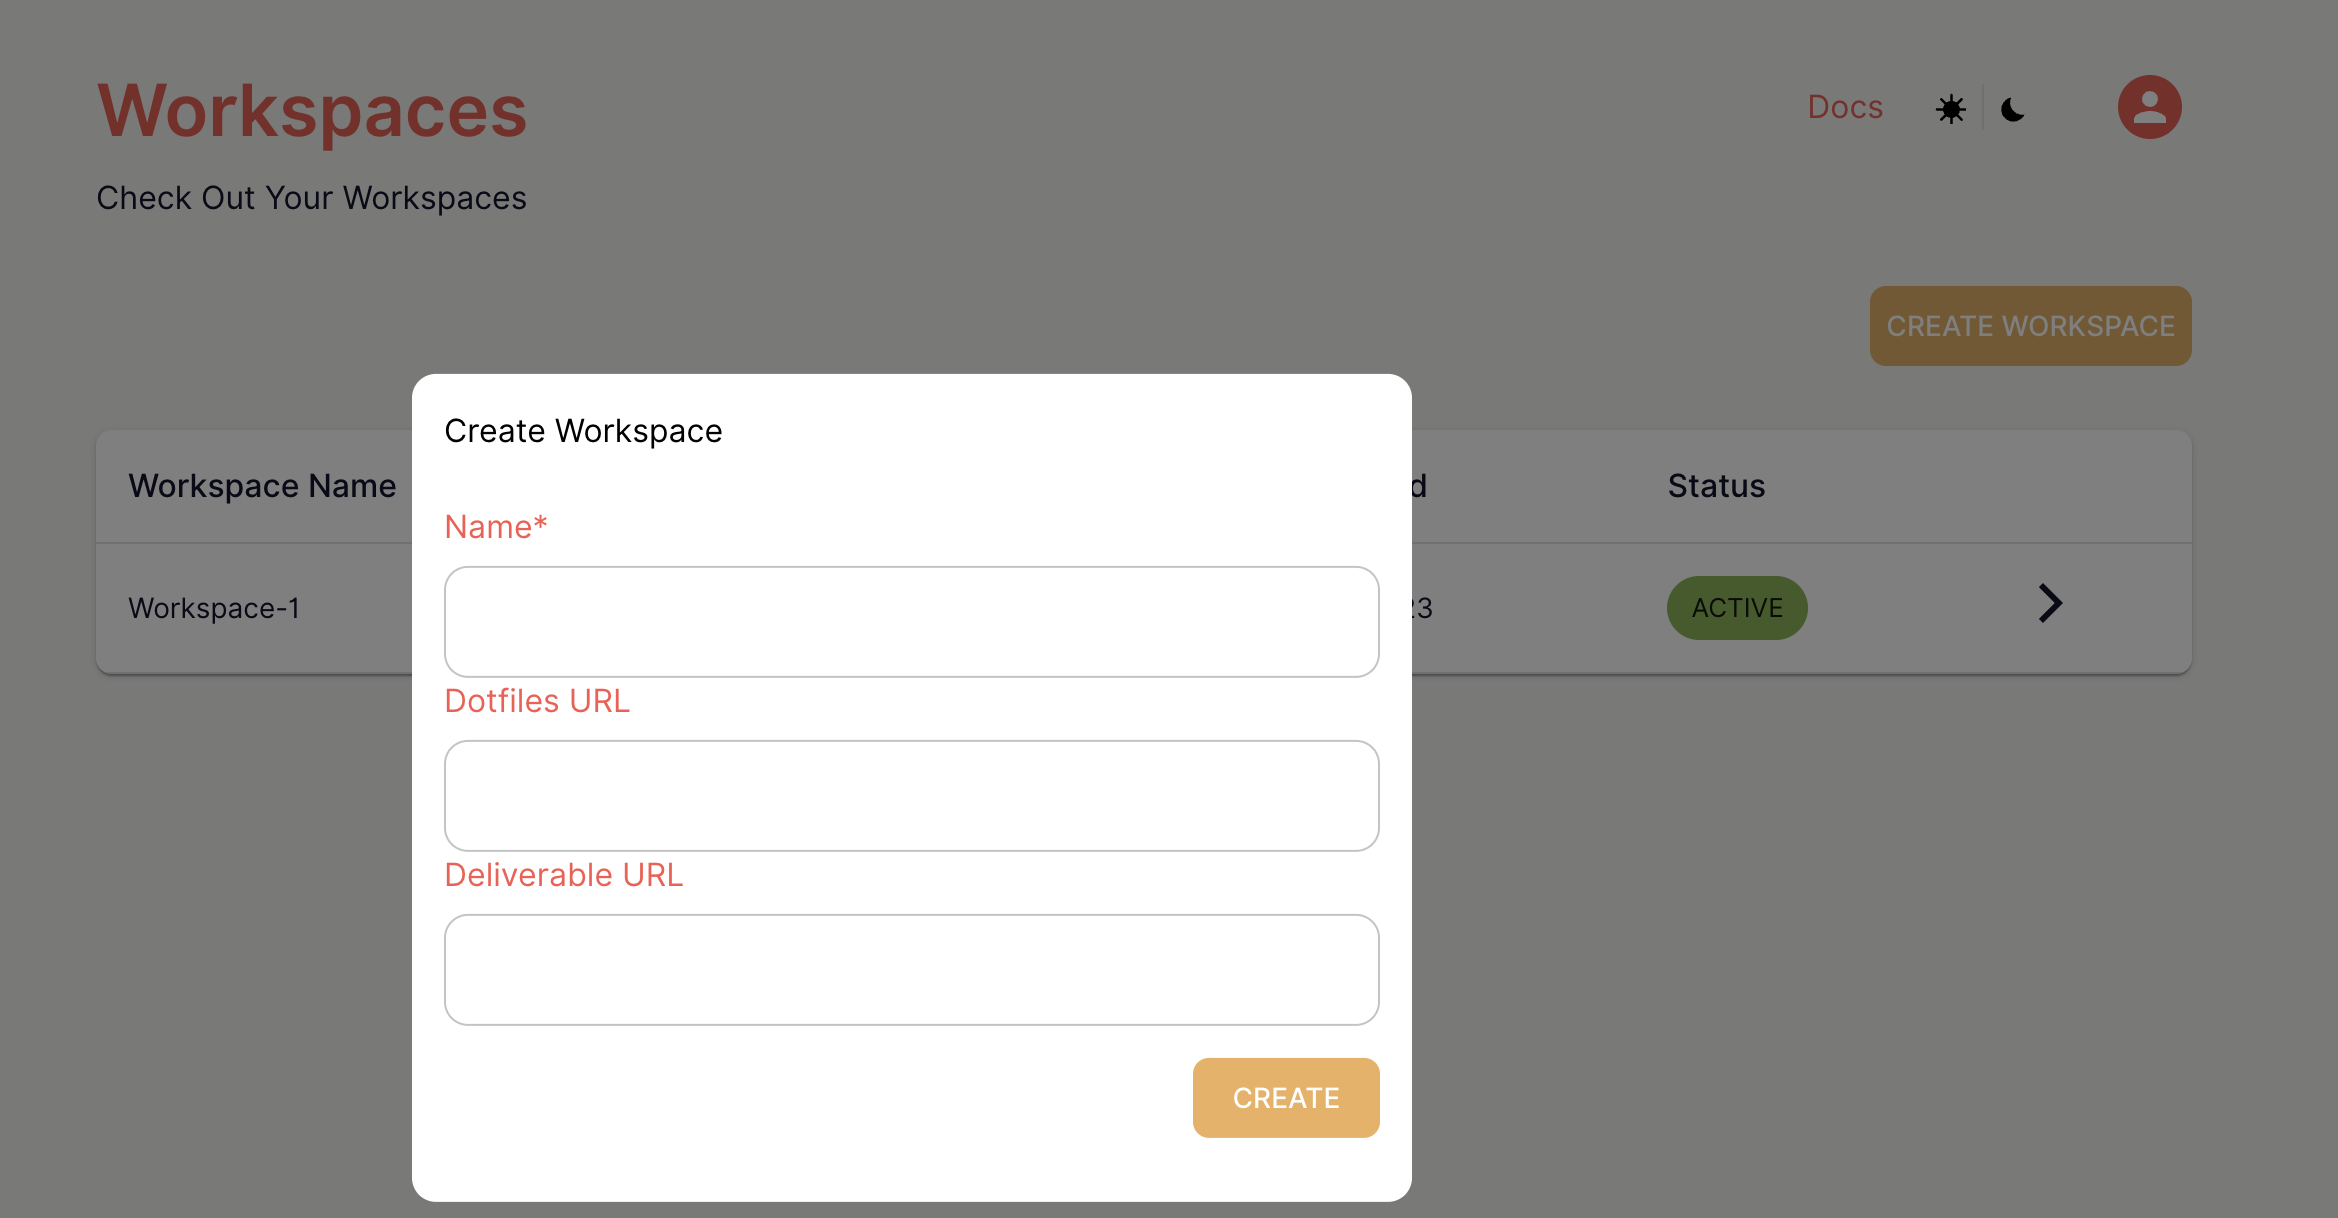 Workspaces
Docs
Check Out Your Workspaces
CREATE WORKSPACE
Create Workspace
Workspace Name
Status
Name*
Workspace-1
ACTIVE
Dotfiles URL
Deliverable URL
CREATE